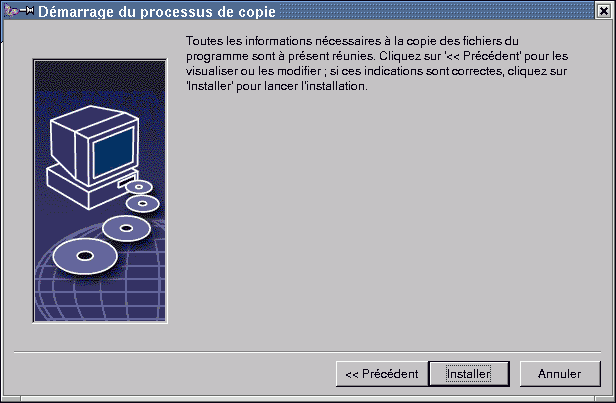 Démarrage du processus de copie
Toutes les informations nécessaires à la copie des fichiers du
programme sont à présent réunies. Cliquez sur '<< Précédent' pour les
visualiser ou les modifier ; si ces indications sont correctes, cliquez sur
'Installer' pour lancer l'installation.
<< Précédent
Installer
Annuler